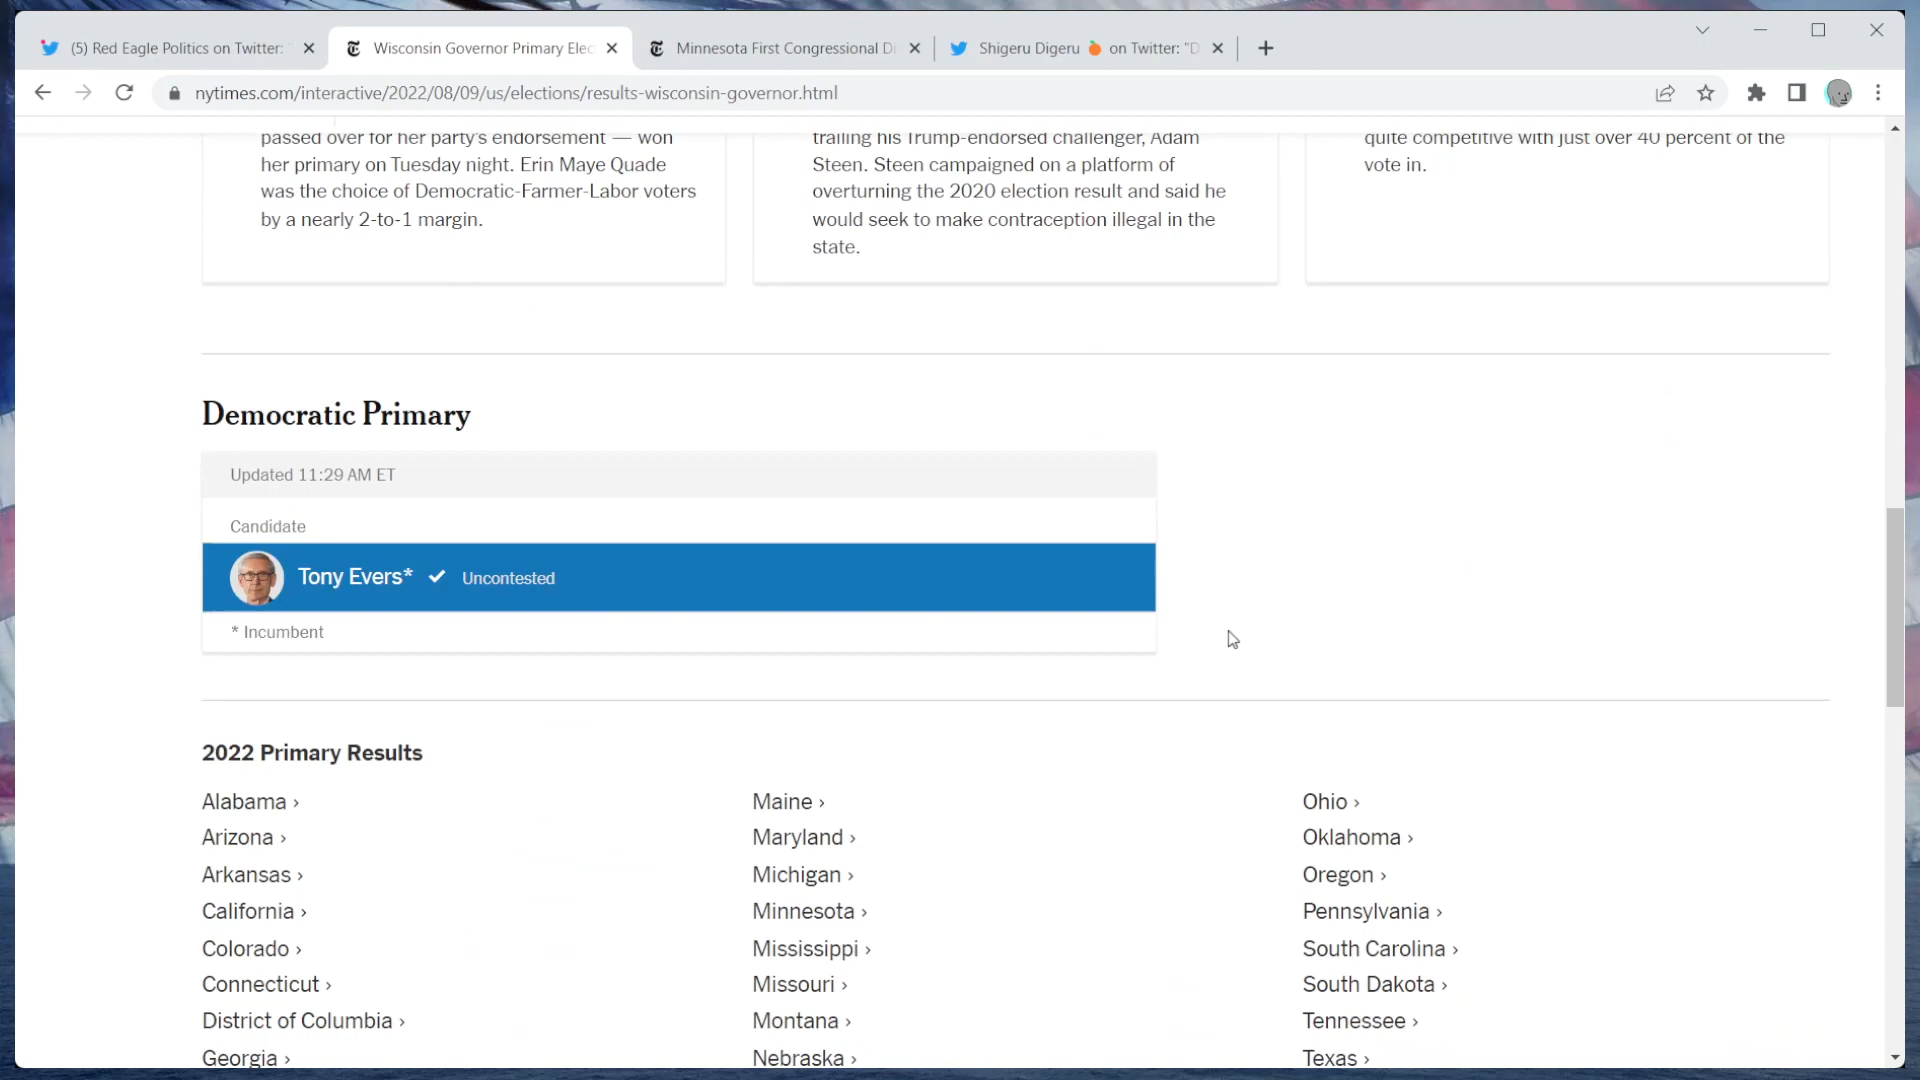 (5) Red Eagle Politics on Twitter:
Wisconsin Governor Primary Elec
Minnesota First Congressional Di
Shigeru Digeru 🍊 on Twitter: "D
nytimes.com/interactive/2022/08/09/us/elections/results-wisconsin-governor.html
passed over for her party's endorsement — won
her primary on Tuesday night. Erin Maye Quade
was the choice of Democratic-Farmer-Labor voters
by a nearly 2-to-1 margin.
trailing his Trump-endorsed challenger, Adam
Steen. Steen campaigned on a platform of
overturning the 2020 election result and said he
would seek to make contraception illegal in the
state.
quite competitive with just over 40 percent of the
vote in.
Democratic Primary
Updated 11:29 AM ET
Candidate
Tony Evers* ✓ Uncontested
* Incumbent
2022 Primary Results
Alabama ›
Arizona ›
Arkansas ›
California ›
Colorado ›
Connecticut ›
District of Columbia ›
Georgia ›
Maine ›
Maryland ›
Michigan ›
Minnesota ›
Mississippi ›
Missouri ›
Montana ›
Nebraska ›
Ohio ›
Oklahoma ›
Oregon ›
Pennsylvania ›
South Carolina ›
South Dakota ›
Tennessee ›
Texas ›